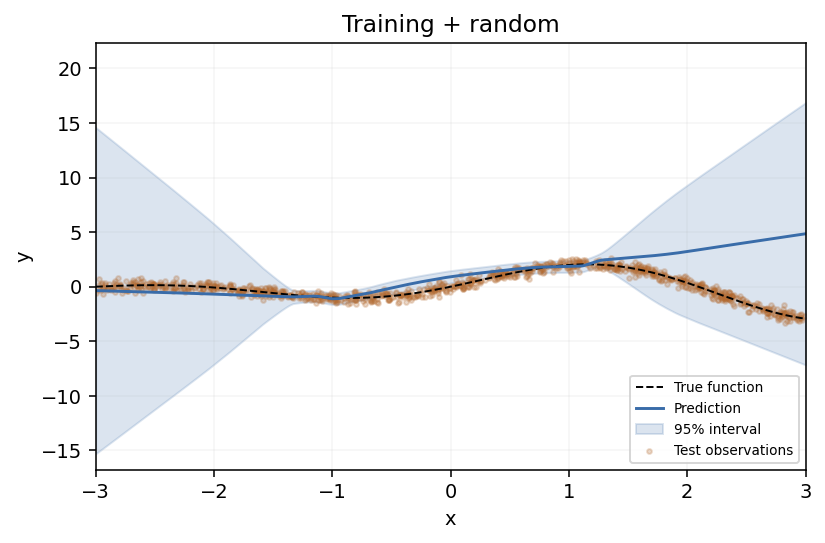 Training + random
20
15
10
5
0
−5
−10
−15
y
−3
−2
−1
0
1
2
3
x
True function
Prediction
95% interval
Test observations